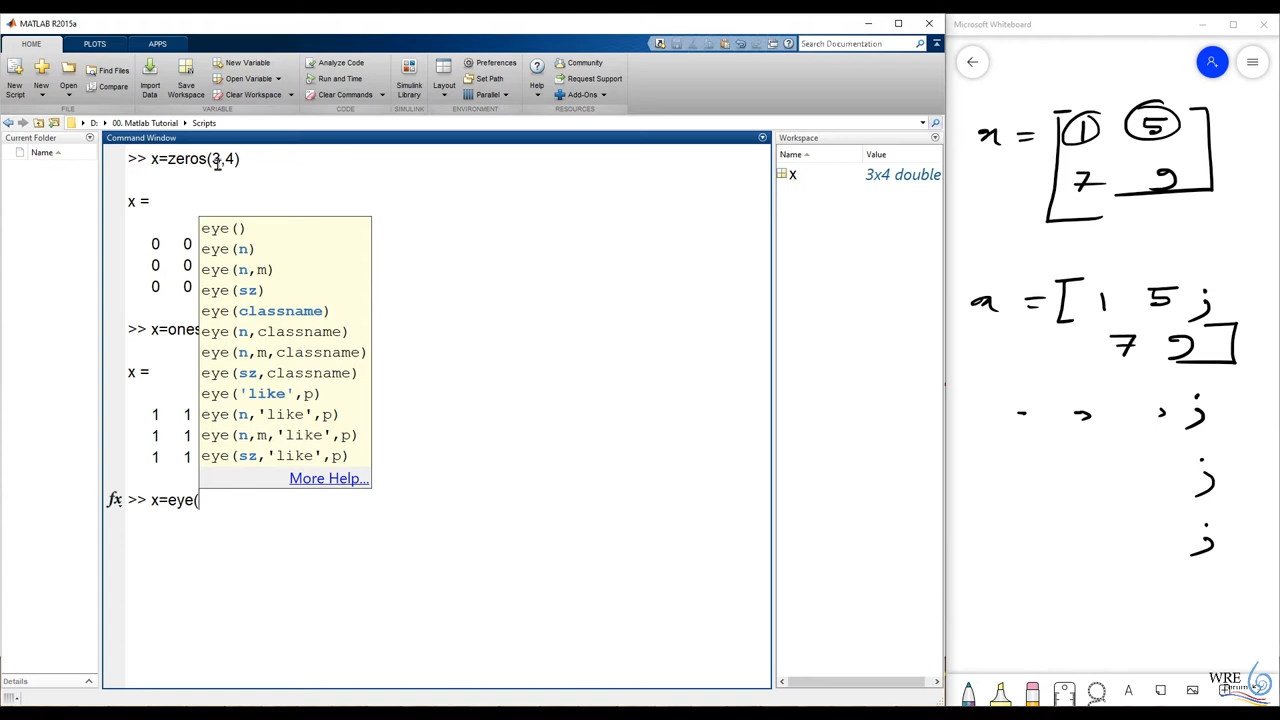 MATLAB R2015a
HOME PLOTS APPS
Search Documentation
New Script
New
Open
Find Files
Compare
FILE
Import Data
Save Workspace
New Variable
Open Variable
Clear Workspace
VARIABLE
Analyze Code
Run and Time
Clear Commands
CODE
Simulink Library
SIMULINK
Layout
Preferences
Set Path
Parallel
ENVIRONMENT
Help
Community
Request Support
Add-Ons
RESOURCES
D: 00. Matlab Tutorial Scripts
Current Folder
Name
Details
Command Window
>> x=zeros(3,4)
x =
0 0
0 0
0 0
>> x=ones
x =
1 1
1 1
1 1
fx >> x=eye(
eye()
eye(n)
eye(n,m)
eye(sz)
eye(classname)
eye(n,classname)
eye(n,m,classname)
eye(sz,classname)
eye('like',p)
eye(n,'like',p)
eye(n,m,'like',p)
eye(sz,'like',p)
More Help...
Workspace
Name Value
x 3x4 double
Microsoft Whiteboard
x = [ 1 5
7 9 ]
x = [ 1 5 ;
7 9 ]
;
;
;
A
WRE
Forum